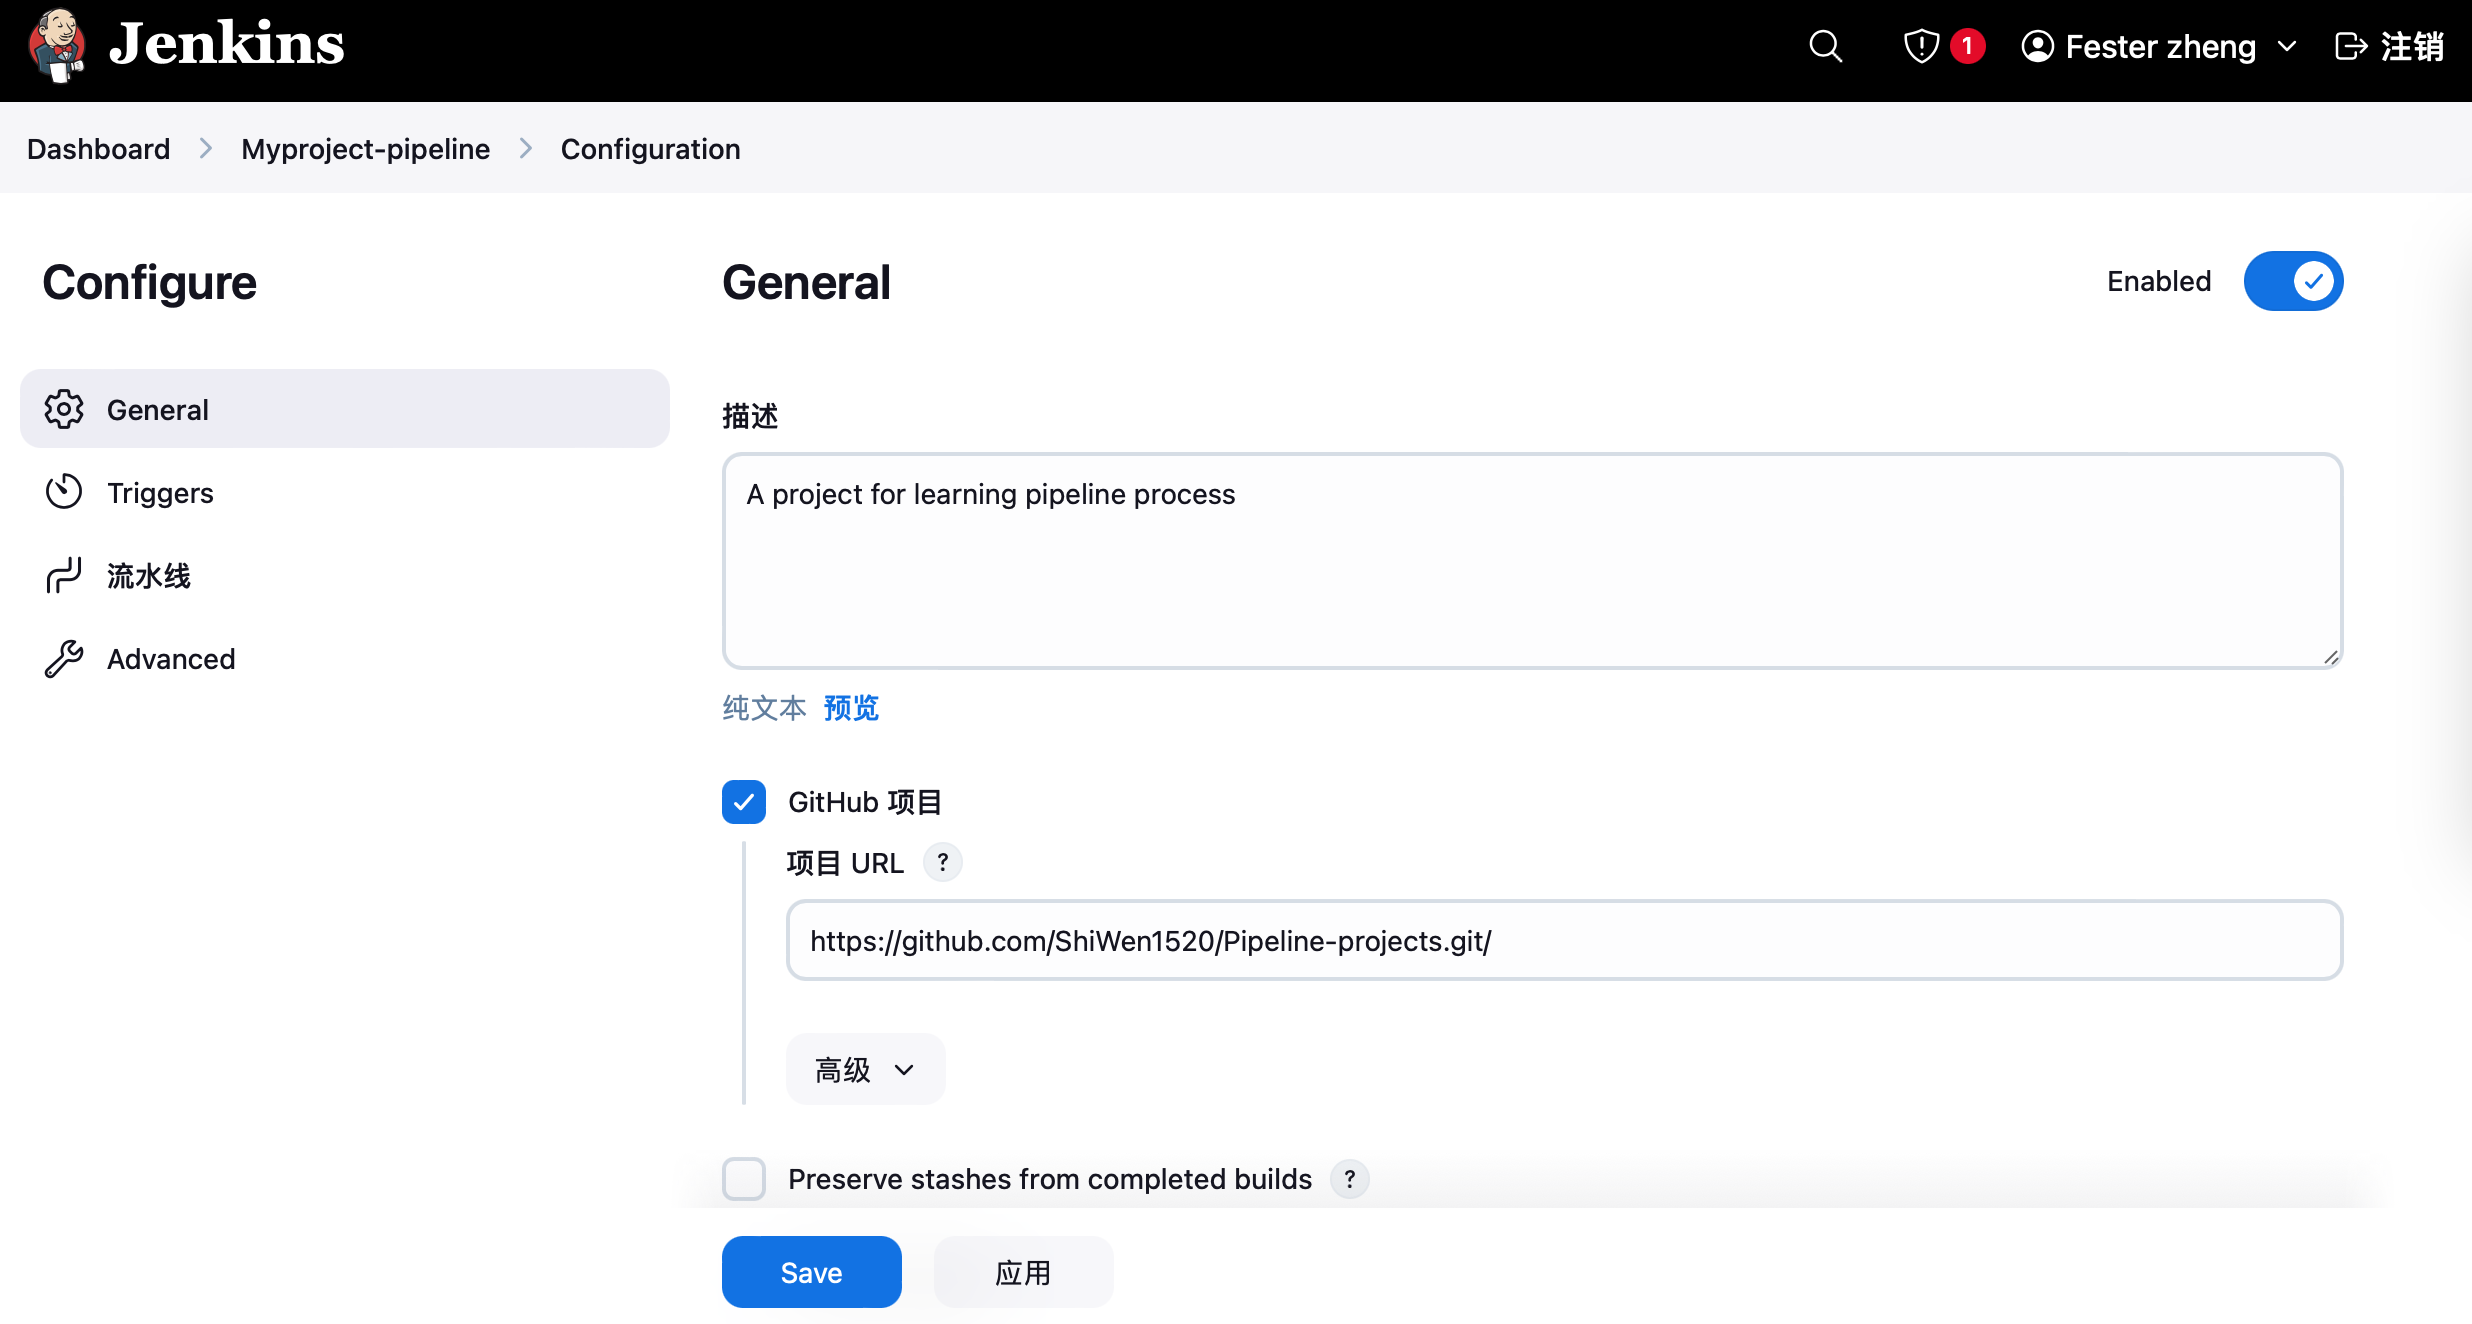 Jenkins
1
Fester zheng
注销
Dashboard
Myproject-pipeline
Configuration
Configure
General
Triggers
流水线
Advanced
General
Enabled
描述
A project for learning pipeline process
纯文本 预览
GitHub 项目
项目 URL ?
https://github.com/ShiWen1520/Pipeline-projects.git/
高级
Preserve stashes from completed builds ?
Save
应用